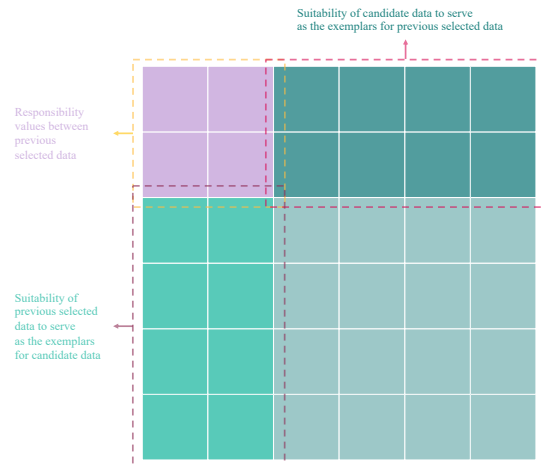 Suitability of candidate data to serve
as the exemplars for previous selected data
Responsibility
values between
previous
selected data
Suitability of
previous selected
data to serve
as the exemplars
for candidate data